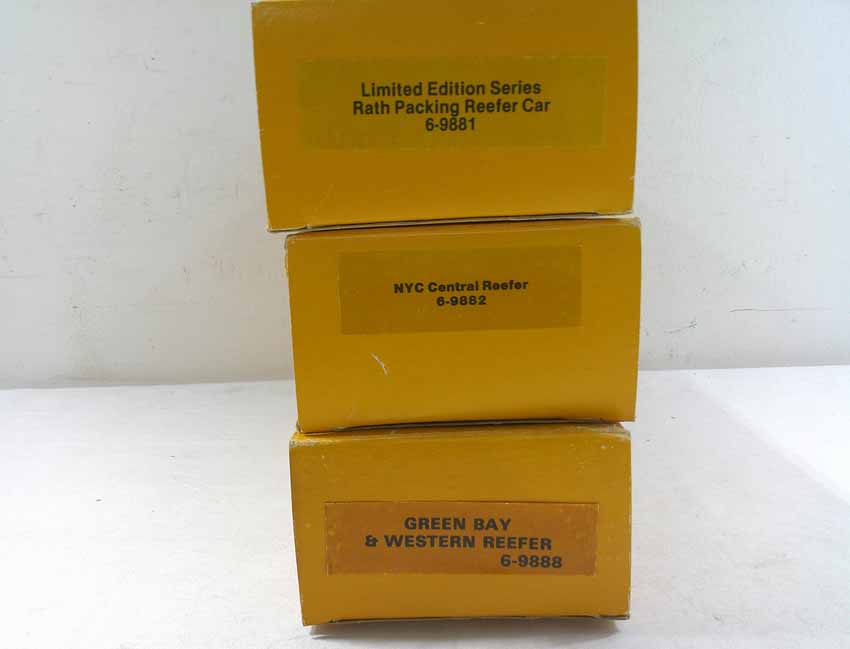 Limited Edition Series
Rath Packing Reefer Car
6-9881
NYC Central Reefer
6-9882
GREEN BAY
& WESTERN REEFER
6-9888